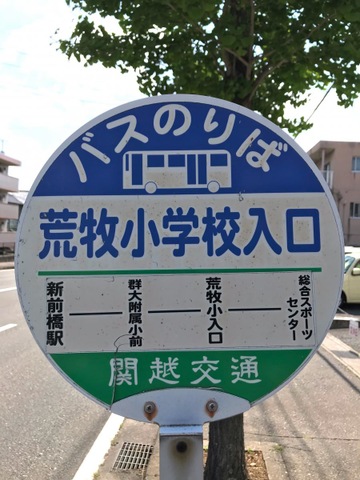 バスのりば
荒牧小学校入口
新前橋駅
群大附属小前
荒牧小入口
総合スポーツ
センター
関越交通